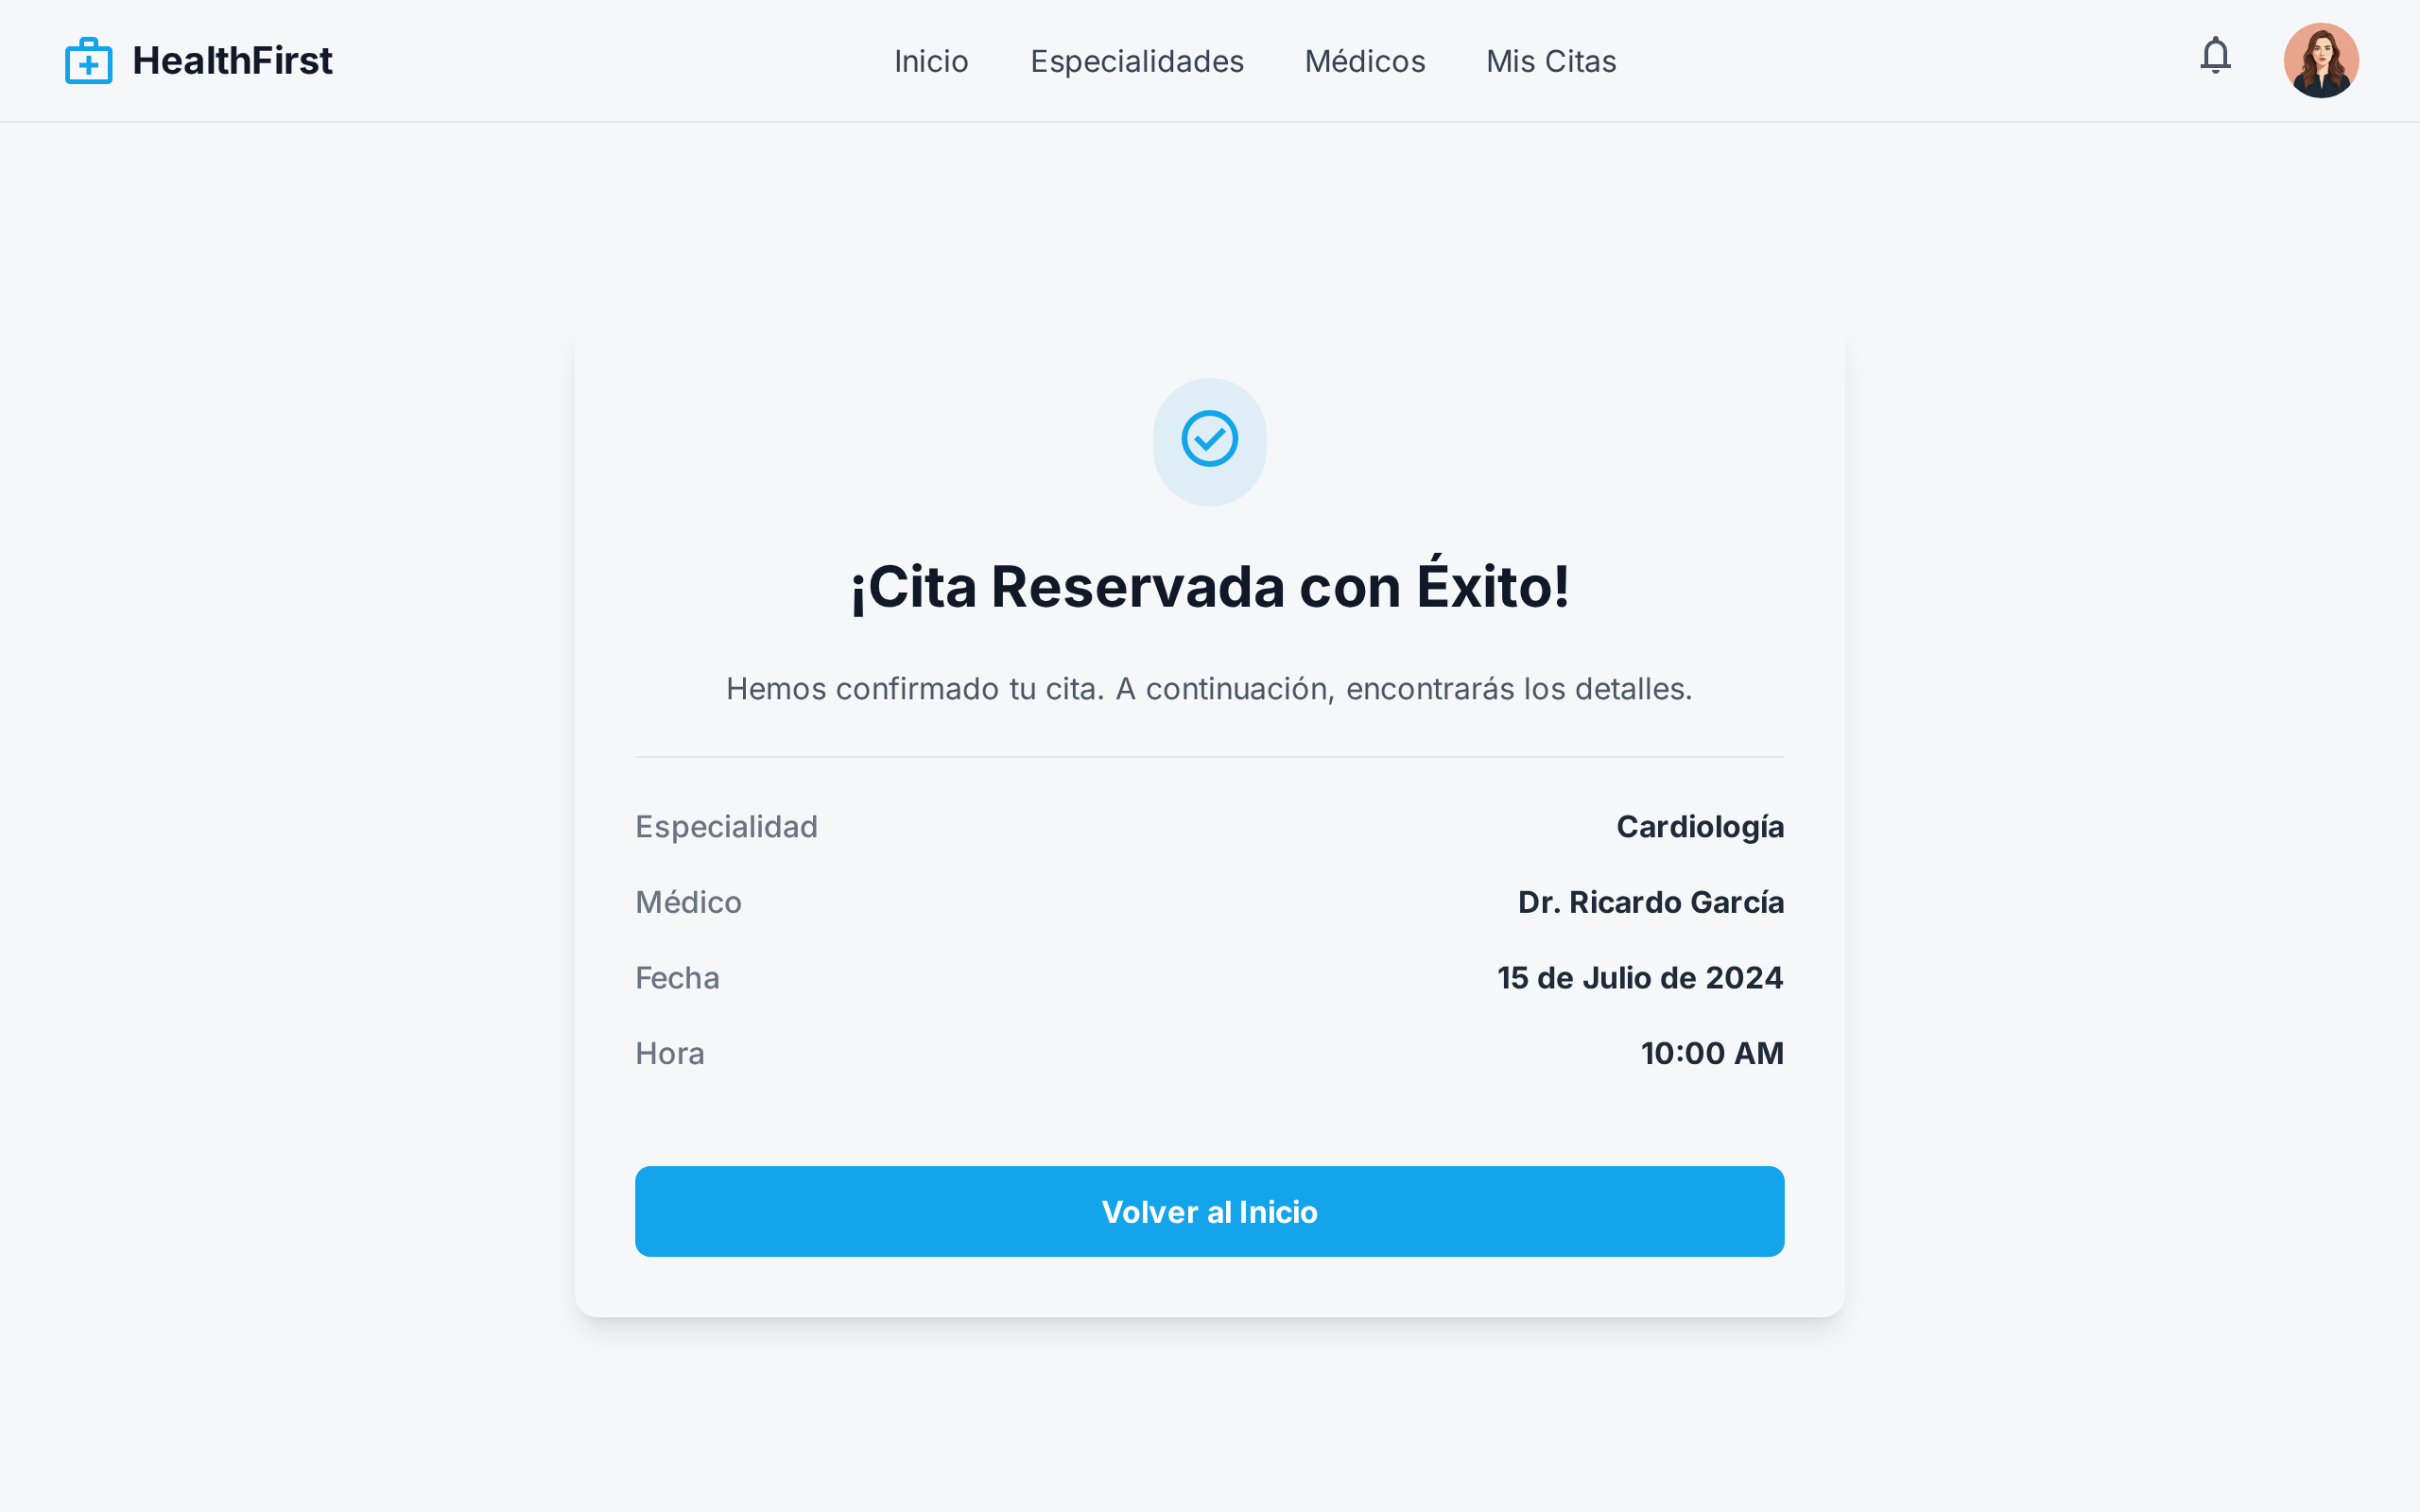 HealthFirst
Inicio
Especialidades
Médicos
Mis Citas
¡Cita Reservada con Éxito!
Hemos confirmado tu cita. A continuación, encontrarás los detalles.
Especialidad
Cardiología
Médico
Dr. Ricardo García
Fecha
15 de Julio de 2024
Hora
10:00 AM
Volver al Inicio